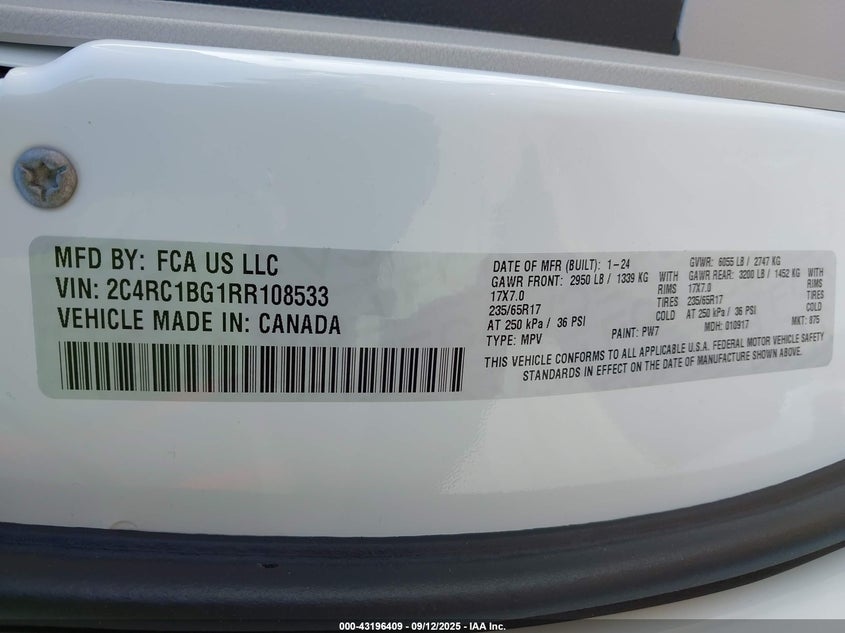 MFD BY: FCA US LLC
VIN: 2C4RC1BG1RR108533
VEHICLE MADE IN: CANADA
DATE OF MFR (BUILT): 1-24
GVWR: 6055 LB / 2747 KG
GAWR FRONT: 2950 LB / 1339 KG WITH
GAWR REAR: 3200 LB / 1452 KG WITH
17X7.0 RIMS
17X7.0 RIMS
235/65R17 TIRES
235/65R17 TIRES
AT 250 kPa / 36 PSI COLD
AT 250 kPa / 36 PSI COLD
TYPE: MPV PAINT: PW7 MDH: 010917 MKT: 875
THIS VEHICLE CONFORMS TO ALL APPLICABLE U.S.A. FEDERAL MOTOR VEHICLE SAFETY
STANDARDS IN EFFECT ON THE DATE OF MANUFACTURE SHOWN ABOVE.
000-43196409 - 09/12/2025 - IAA Inc.